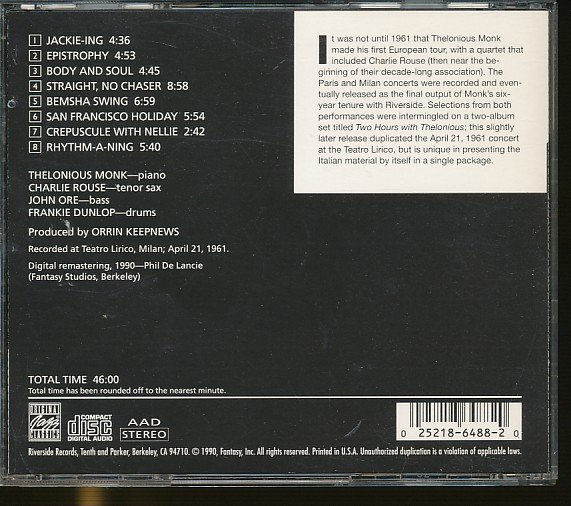 1 JACKIE-ING 4:36
2 EPISTROPHY 4:53
3 BODY AND SOUL 4:45
4 STRAIGHT, NO CHASER 8:58
5 BEMSHA SWING 6:59
6 SAN FRANCISCO HOLIDAY 5:54
7 CREPUSCULE WITH NELLIE 2:42
8 RHYTHM-A-NING 5:40
THELONIOUS MONK—piano
CHARLIE ROUSE—tenor sax
JOHN ORE—bass
FRANKIE DUNLOP—drums
Produced by ORRIN KEEPNEWS
Recorded at Teatro Lirico, Milan; April 21, 1961.
Digital remastering, 1990—Phil De Lancie
(Fantasy Studios, Berkeley)
It was not until 1961 that Thelonious Monk
made his first European tour, with a quartet that
included Charlie Rouse (then near the be-
ginning of their decade-long association). The
Paris and Milan concerts were recorded and even-
tually released as the final output of Monk's six-
year tenure with Riverside. Selections from both
performances were intermingled on a two-album
set titled Two Hours with Thelonious; this slightly
later release duplicated the April 21, 1961 concert
at the Teatro Lirico, but is unique in presenting the
Italian material by itself in a single package.
TOTAL TIME 46:00
Total time has been rounded off to the nearest minute.
ORIGINAL
Jazz
CLASSICS
COMPACT
disc
DIGITAL AUDIO
AAD
STEREO
0 25218-6488-2 0
Riverside Records, Tenth and Parker, Berkeley, CA 94710. © 1990, Fantasy, Inc. All rights reserved. Printed in U.S.A. Unauthorized duplication is a violation of applicable laws.